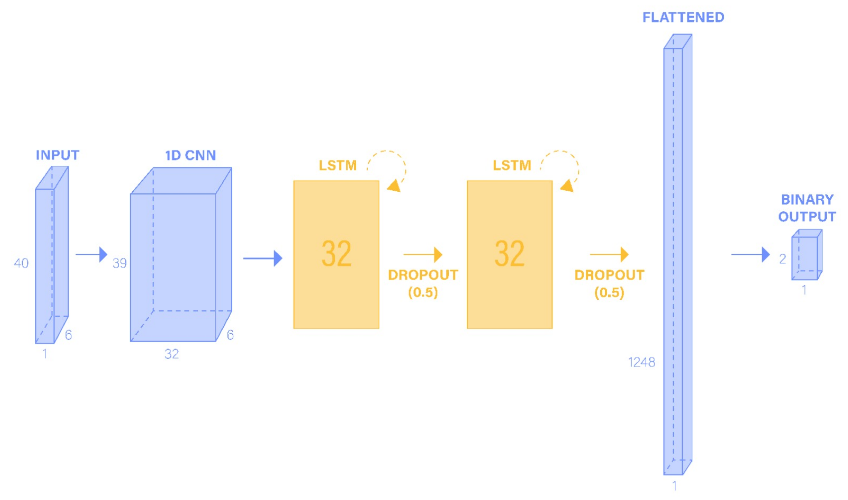 FLATTENED
INPUT
1D CNN
LSTM
LSTM
BINARY
OUTPUT
40
39
32
32
2
DROPOUT
(0.5)
DROPOUT
(0.5)
1
6
1
32
6
1248
1